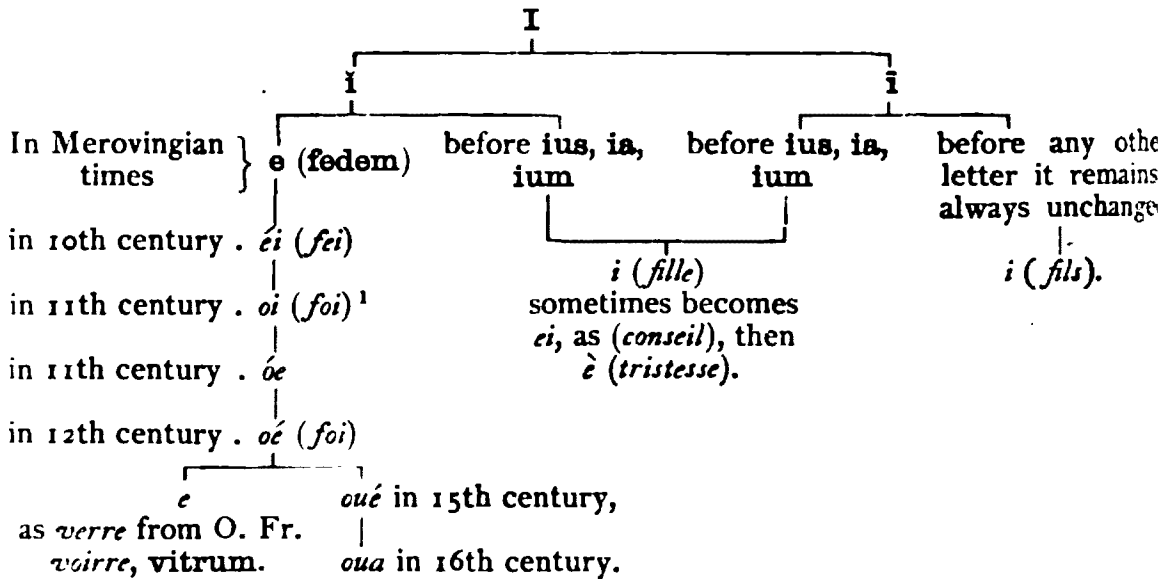 I
ĭ ī
In Merovingian times } e (fedem) before ius, ia, ium before ius, ia, ium before any othe letter it remains always unchange
in 10th century . éi (fei)
i (fille) i (fils).
sometimes becomes
in 11th century . oi (foi) ¹
ei, as (conseil), then
è (tristesse).
in 11th century . óe
in 12th century . oé (foi)
e oué in 15th century,
as verre from O. Fr.
voirre, vitrum. oua in 16th century.